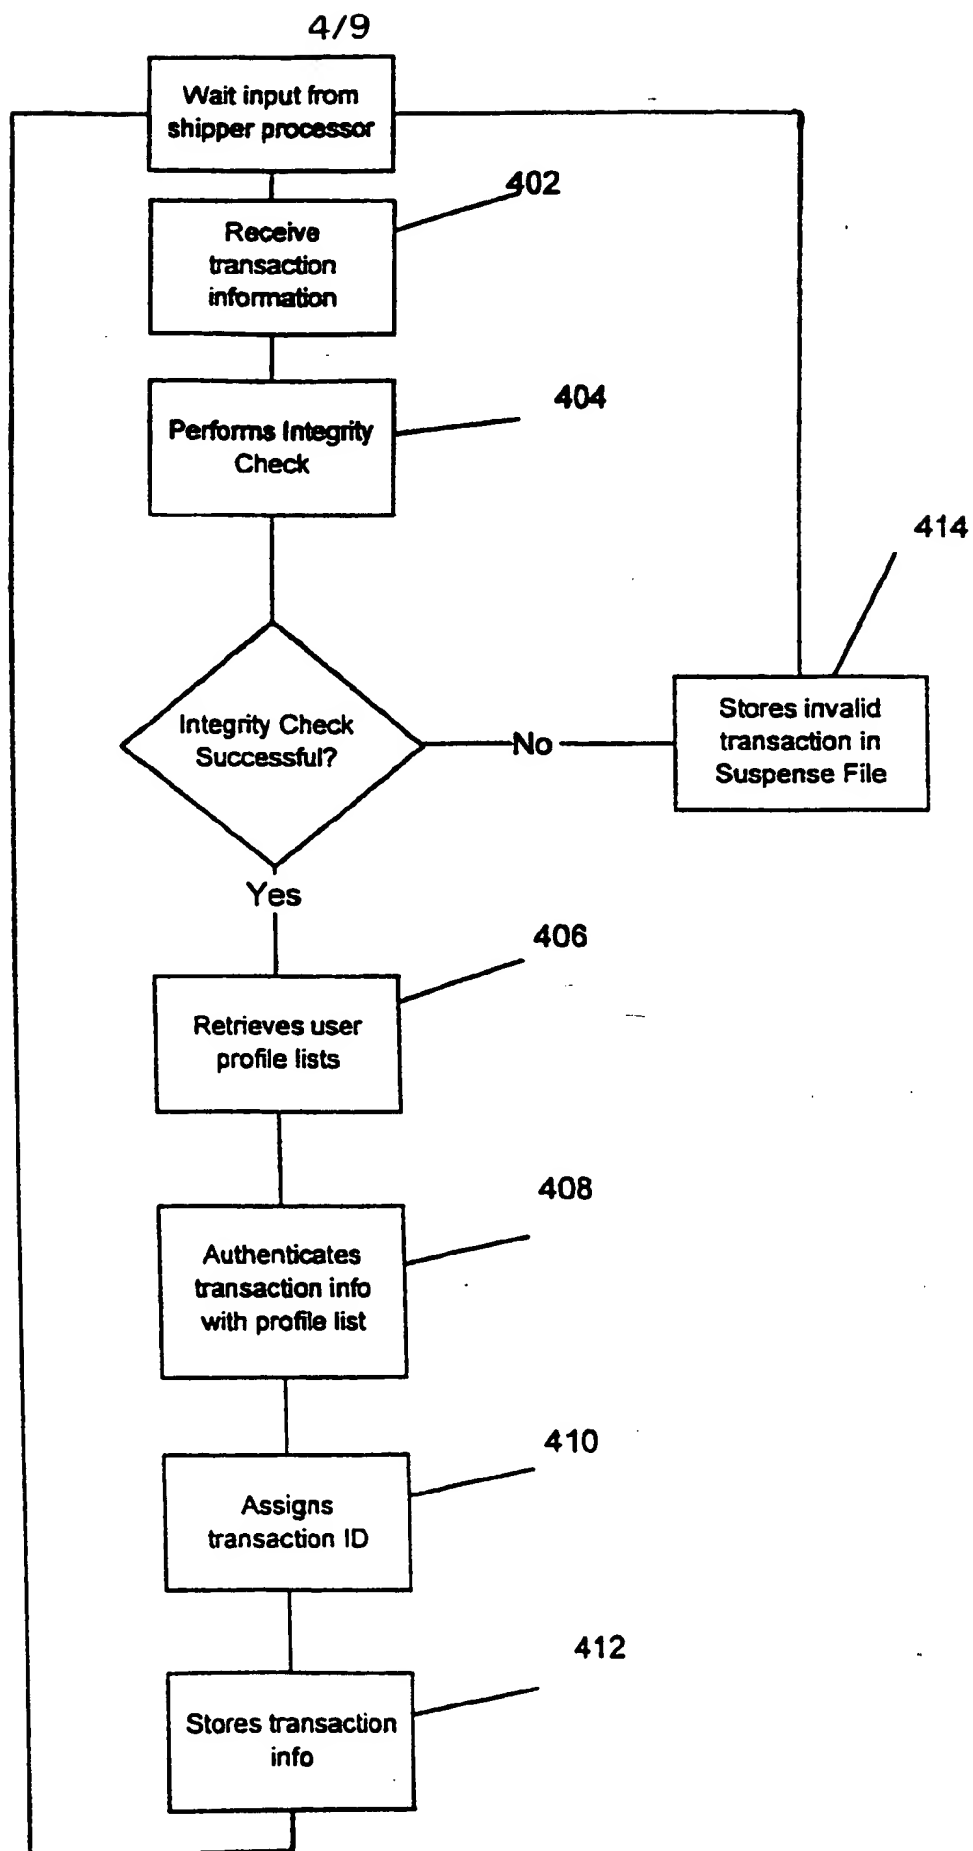 4/9
Wait input from
shipper processor
402
Receive
transaction
information
404
Performs Integrity
Check
414
Integrity Check
Successful?
No
Stores invalid
transaction in
Suspense File
Yes
406
Retrieves user
profile lists
408
Authenticates
transaction info
with profile list
410
Assigns
transaction ID
412
Stores transaction
info